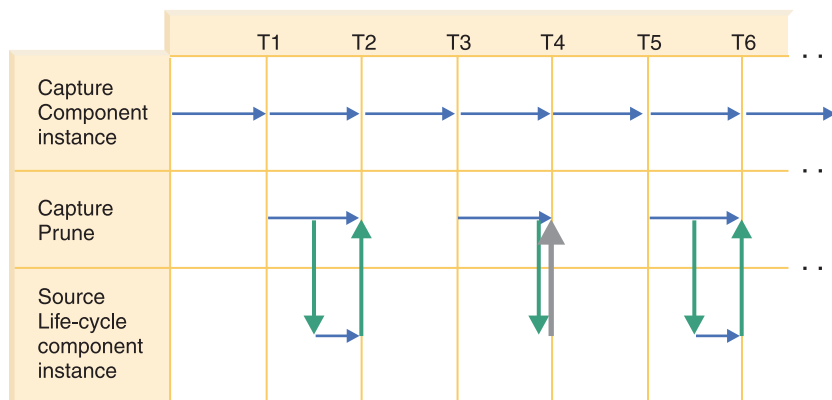 T1 T2 T3 T4 T5 T6 . .
Capture
Component
instance
. .
Capture
Prune
. .
Source
Life-cycle
component
instance